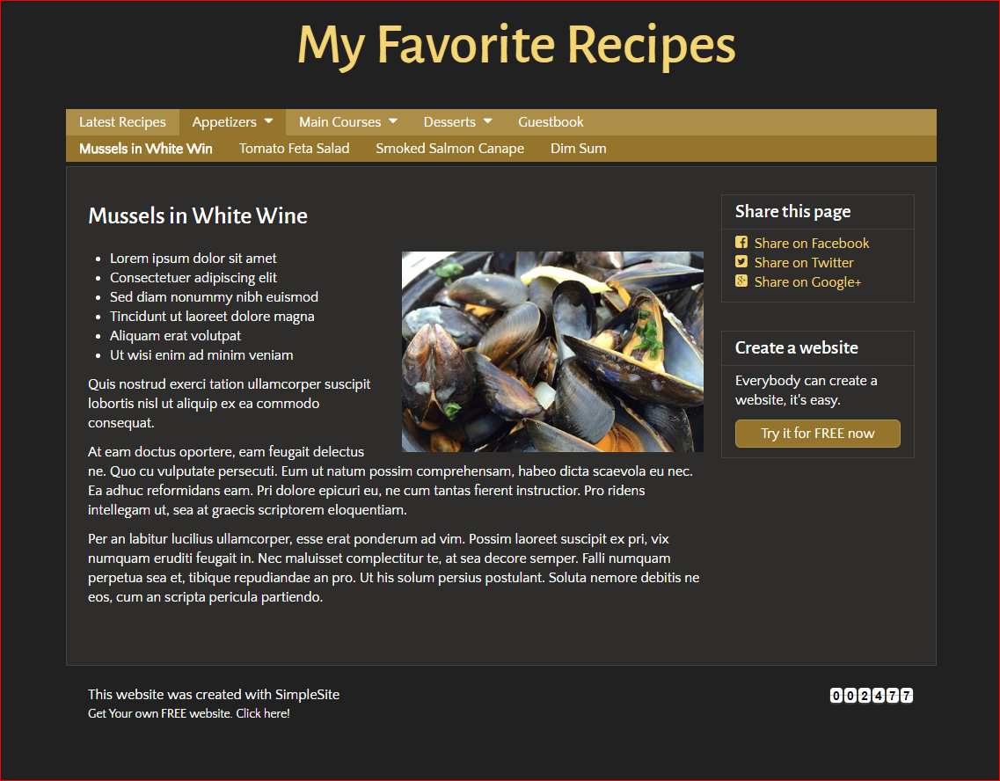 My Favorite Recipes
Latest Recipes Appetizers Main Courses Desserts Guestbook
Mussels in White Win Tomato Feta Salad Smoked Salmon Canape Dim Sum
Mussels in White Wine
Lorem ipsum dolor sit amet
Consectetuer adipiscing elit
Sed diam nonummy nibh euismod
Tincidunt ut laoreet dolore magna
Aliquam erat volutpat
Ut wisi enim ad minim veniam
Quis nostrud exerci tation ullamcorper suscipit
lobortis nisl ut aliquip ex ea commodo
consequat.
At eam doctus oportere, eam feugait delectus
ne. Quo cu vulputate persecuti. Eum ut natum possim comprehensam, habeo dicta scaevola eu nec.
Ea adhuc reformidans eam. Pri dolore epicuri eu, ne cum tantas fierent instructior. Pro ridens
intellegam ut, sea at graecis scriptorem eloquentiam.
Per an labitur lucilius ullamcorper, esse erat ponderum ad vim. Possim laoreet suscipit ex pri, vix
numquam eruditi feugait in. Nec maluisset complectitur te, at sea decore semper. Falli numquam
perpetua sea et, tibique repudiandae an pro. Ut his solum persius postulant. Soluta nemore debitis ne
eos, cum an scripta pericula partiendo.
Share this page
Share on Facebook
Share on Twitter
Share on Google+
Create a website
Everybody can create a
website, it's easy.
Try it for FREE now
This website was created with SimpleSite
Get Your own FREE website. Click here!
002477